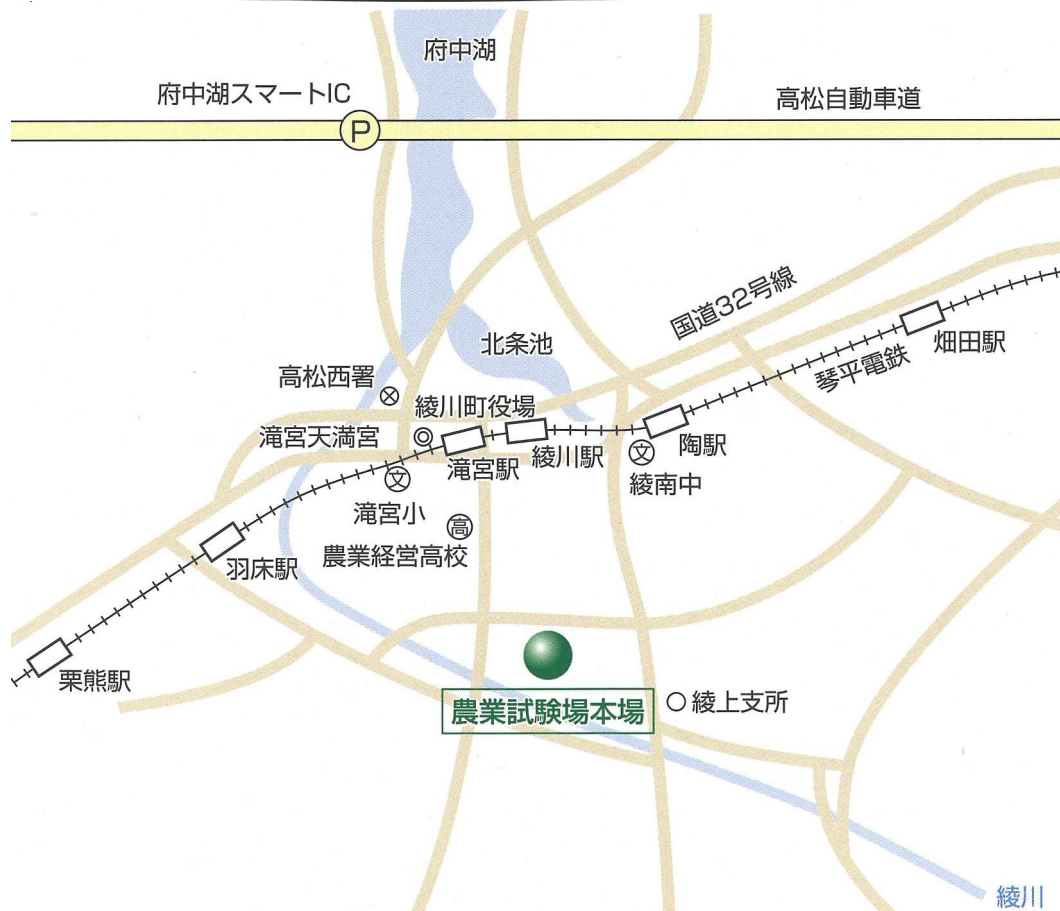 府中湖
府中湖スマートIC
高松自動車道
P
国道32号線
北条池
畑田駅
琴平電鉄
高松西署
綾川町役場
滝宮天満宮
滝宮駅
綾川駅
陶駅
文
綾南中
文
滝宮小
高
農業経営高校
羽床駅
栗熊駅
農業試験場本場
綾上支所
綾川